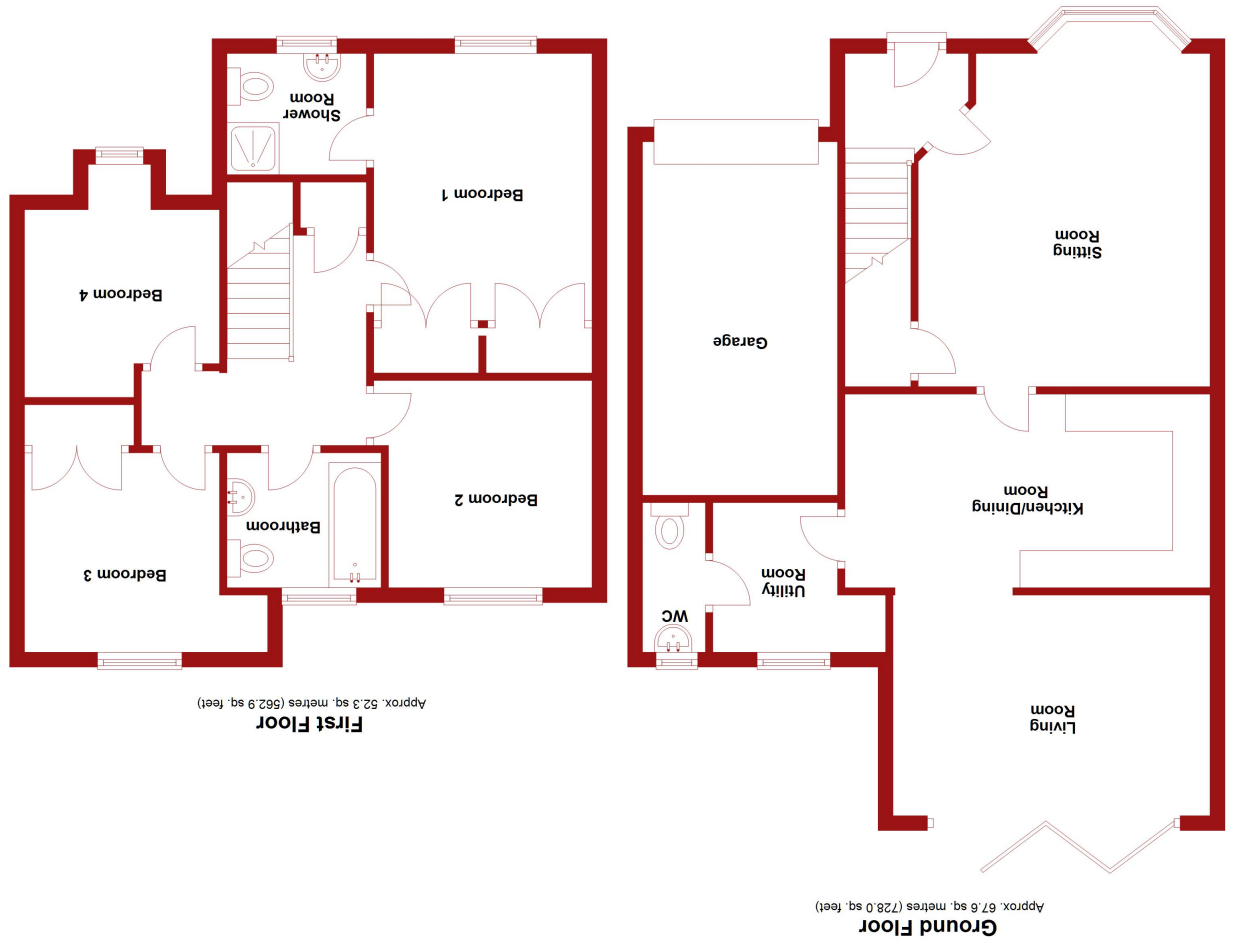 Ground Floor
Approx. 67.6 sq. metres (728.0 sq. feet)
Living
Room
Kitchen/Dining
Room
Utility
Room
WC
Sitting
Room
Garage
First Floor
Approx. 52.3 sq. metres (562.9 sq. feet)
Bedroom 2
Bathroom
Bedroom 3
Bedroom 1
Bedroom 4
Shower
Room